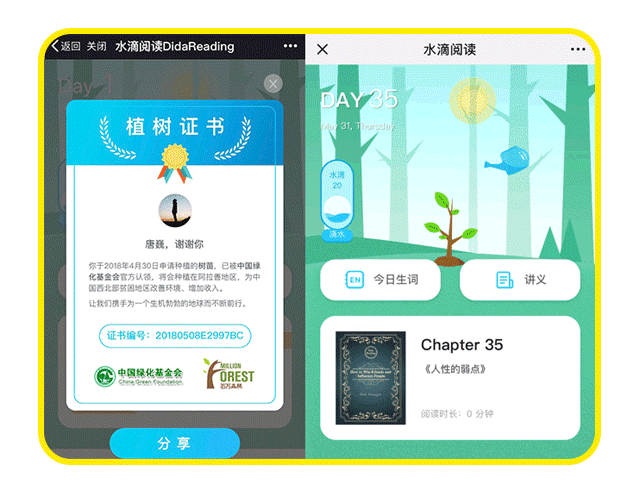 返回 关闭 水滴阅读DidaReading
Day
植树证书
唐巍，谢谢你
你于2018年4月30日申请种植的树苗，已被中国绿
化基金会官方认领，将会种植在阿拉善地区，为中
国西北部贫困地区改善环境、增加收入。
让我们携手为一个生机勃勃的地球而不断前行。
证书编号：20180508E2997BC
中国绿化基金会
China Green Foundation
MILLION
FOREST
百万森林
分享
水滴阅读
DAY 35
May 31, Thursday
水滴
20
滴水
EN 今日生词
讲义
How to Win Friends and
Influence People
Chapter 35
《人性的弱点》
阅读时长：0 分钟